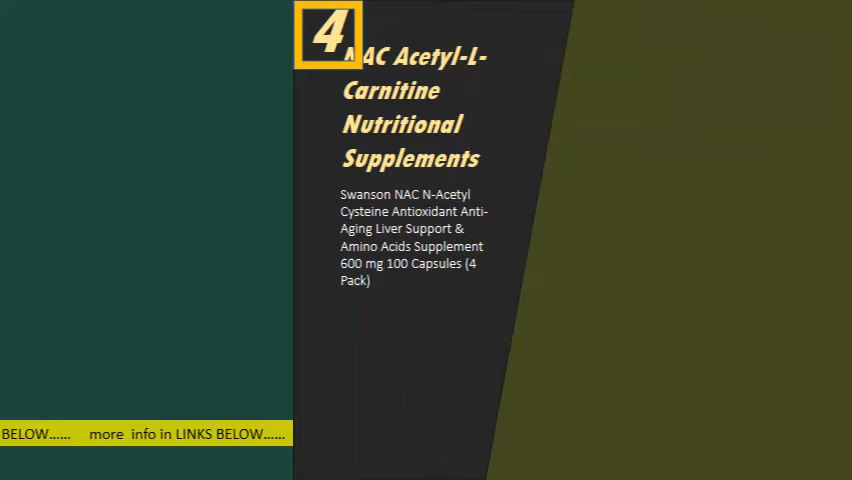 4
NAC Acetyl-L-
Carnitine
Nutritional
Supplements
Swanson NAC N-Acetyl
Cysteine Antioxidant Anti-
Aging Liver Support &
Amino Acids Supplement
600 mg 100 Capsules (4
Pack)
BELOW...... more info in LINKS BELOW......